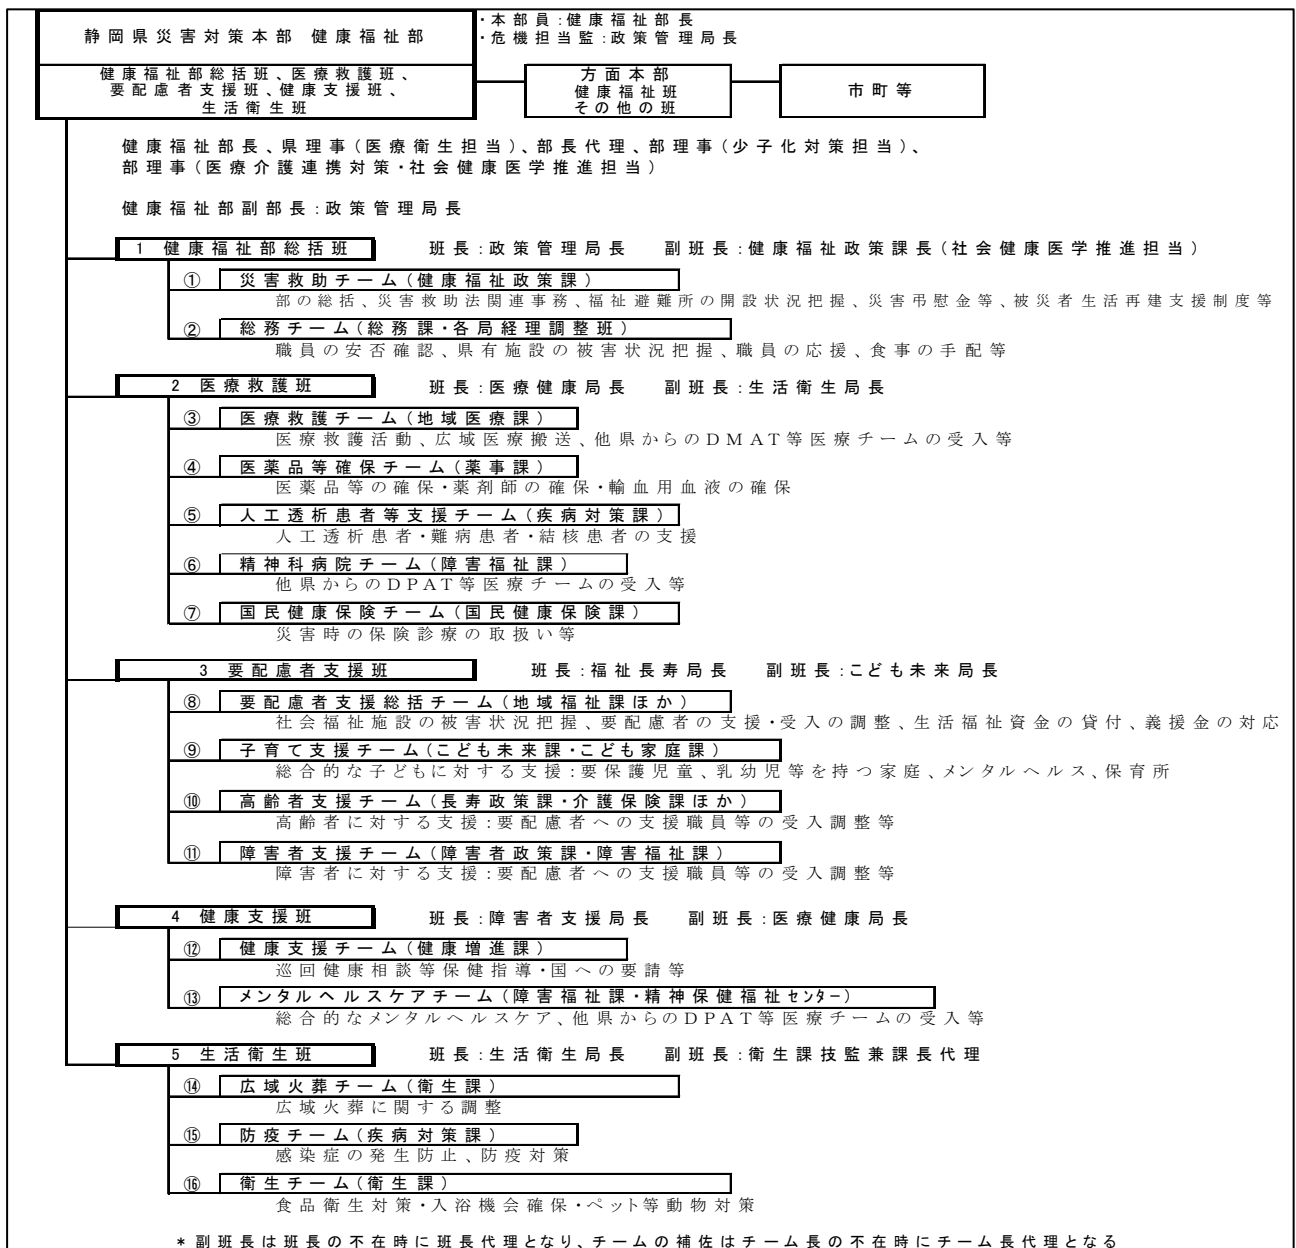 静岡県災害対策本部 健康福祉部
・本部員:健康福祉部長
・危機担当監:政策管理局長
健康福祉部総括班、医療救護班、
要配慮者支援班、健康支援班、
生活衛生班
方面本部
健康福祉班
その他の班
市町等
健康福祉部長、県理事(医療衛生担当)、部長代理、部理事(少子化対策担当)、
部理事(医療介護連携対策・社会健康医学推進担当)
健康福祉部副部長:政策管理局長
1 健康福祉部総括班 班長:政策管理局長 副班長:健康福祉政策課長(社会健康医学推進担当)
① 災害救助チーム(健康福祉政策課)
部の総括、災害救助法関連事務、福祉避難所の開設状況把握、災害弔慰金等、被災者生活再建支援制度等
② 総務チーム(総務課・各局経理調整班)
職員の安否確認、県有施設の被害状況把握、職員の応援、食事の手配等
2 医療救護班 班長:医療健康局長 副班長:生活衛生局長
③ 医療救護チーム(地域医療課)
医療救護活動、広域医療搬送、他県からのDMAT等医療チームの受入等
④ 医薬品等確保チーム(薬事課)
医薬品等の確保・薬剤師の確保・輸血用血液の確保
⑤ 人工透析患者等支援チーム(疾病対策課)
人工透析患者・難病患者・結核患者の支援
⑥ 精神科病院チーム(障害福祉課)
他県からのDPAT等医療チームの受入等
⑦ 国民健康保険チーム(国民健康保険課)
災害時の保険診療の取扱い等
3 要配慮者支援班 班長:福祉長寿局長 副班長:こども未来局長
⑧ 要配慮者支援総括チーム(地域福祉課ほか)
社会福祉施設の被害状況把握、要配慮者の支援・受入の調整、生活福祉資金の貸付、義援金の対応
⑨ 子育て支援チーム(こども未来課・こども家庭課)
総合的な子どもに対する支援:要保護児童、乳幼児等を持つ家庭、メンタルヘルス、保育所
⑩ 高齢者支援チーム(長寿政策課・介護保険課ほか)
高齢者に対する支援:要配慮者への支援職員等の受入調整等
⑪ 障害者支援チーム(障害者政策課・障害福祉課)
障害者に対する支援:要配慮者への支援職員等の受入調整等
4 健康支援班 班長:障害者支援局長 副班長:医療健康局長
⑫ 健康支援チーム(健康増進課)
巡回健康相談等保健指導・国への要請等
⑬ メンタルヘルスケアチーム(障害福祉課・精神保健福祉センター)
総合的なメンタルヘルスケア、他県からのDPAT等医療チームの受入等
5 生活衛生班 班長:生活衛生局長 副班長:衛生課技監兼課長代理
⑭ 広域火葬チーム(衛生課)
広域火葬に関する調整
⑮ 防疫チーム(疾病対策課)
感染症の発生防止、防疫対策
⑯ 衛生チーム(衛生課)
食品衛生対策・入浴機会確保・ペット等動物対策
*副班長は班長の不在時に班長代理となり、チームの補佐はチーム長の不在時にチーム長代理となる